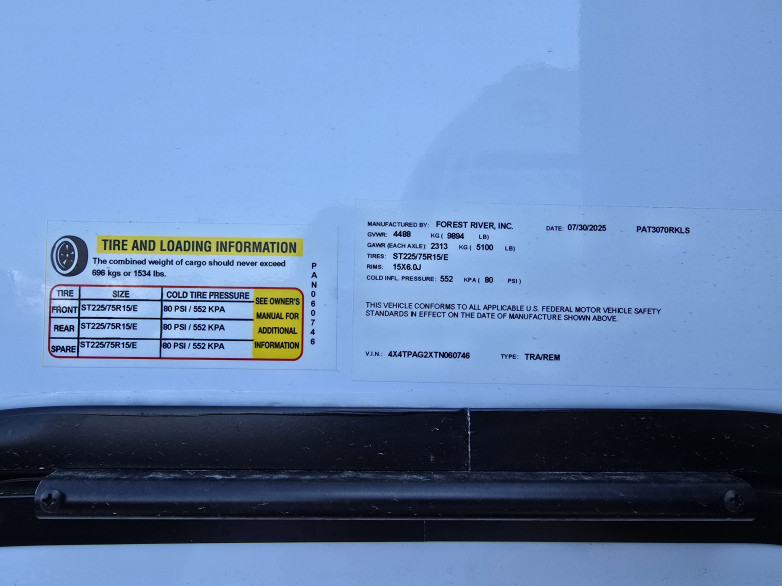 TIRE AND LOADING INFORMATION
The combined weight of cargo should never exceed
696 kgs or 1534 lbs.
TIRE SIZE COLD TIRE PRESSURE
FRONT ST225/75R15/E 80 PSI / 552 KPA
REAR ST225/75R15/E 80 PSI / 552 KPA
SPARE ST225/75R15/E 80 PSI / 552 KPA
SEE OWNER'S
MANUAL FOR
ADDITIONAL
INFORMATION
PAN060746
MANUFACTURED BY: FOREST RIVER, INC. DATE: 07/30/2025 PAT3070RKLS
GVWR: 4488 KG ( 9894 LB)
GAWR (EACH AXLE): 2313 KG ( 5100 LB)
TIRES: ST225/75R15/E
RIMS: 15X6.0J
COLD INFL. PRESSURE: 552 KPA ( 80 PSI )
THIS VEHICLE CONFORMS TO ALL APPLICABLE U.S. FEDERAL MOTOR VEHICLE SAFETY
STANDARDS IN EFFECT ON THE DATE OF MANUFACTURE SHOWN ABOVE.
V.I.N.: 4X4TPAG2XTN060746 TYPE: TRA/REM